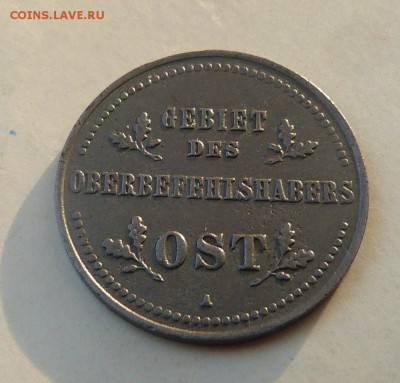 COINS.LAVE.RU
GEBIET
DES
OBERBEFEHLSHABERS
OST
A